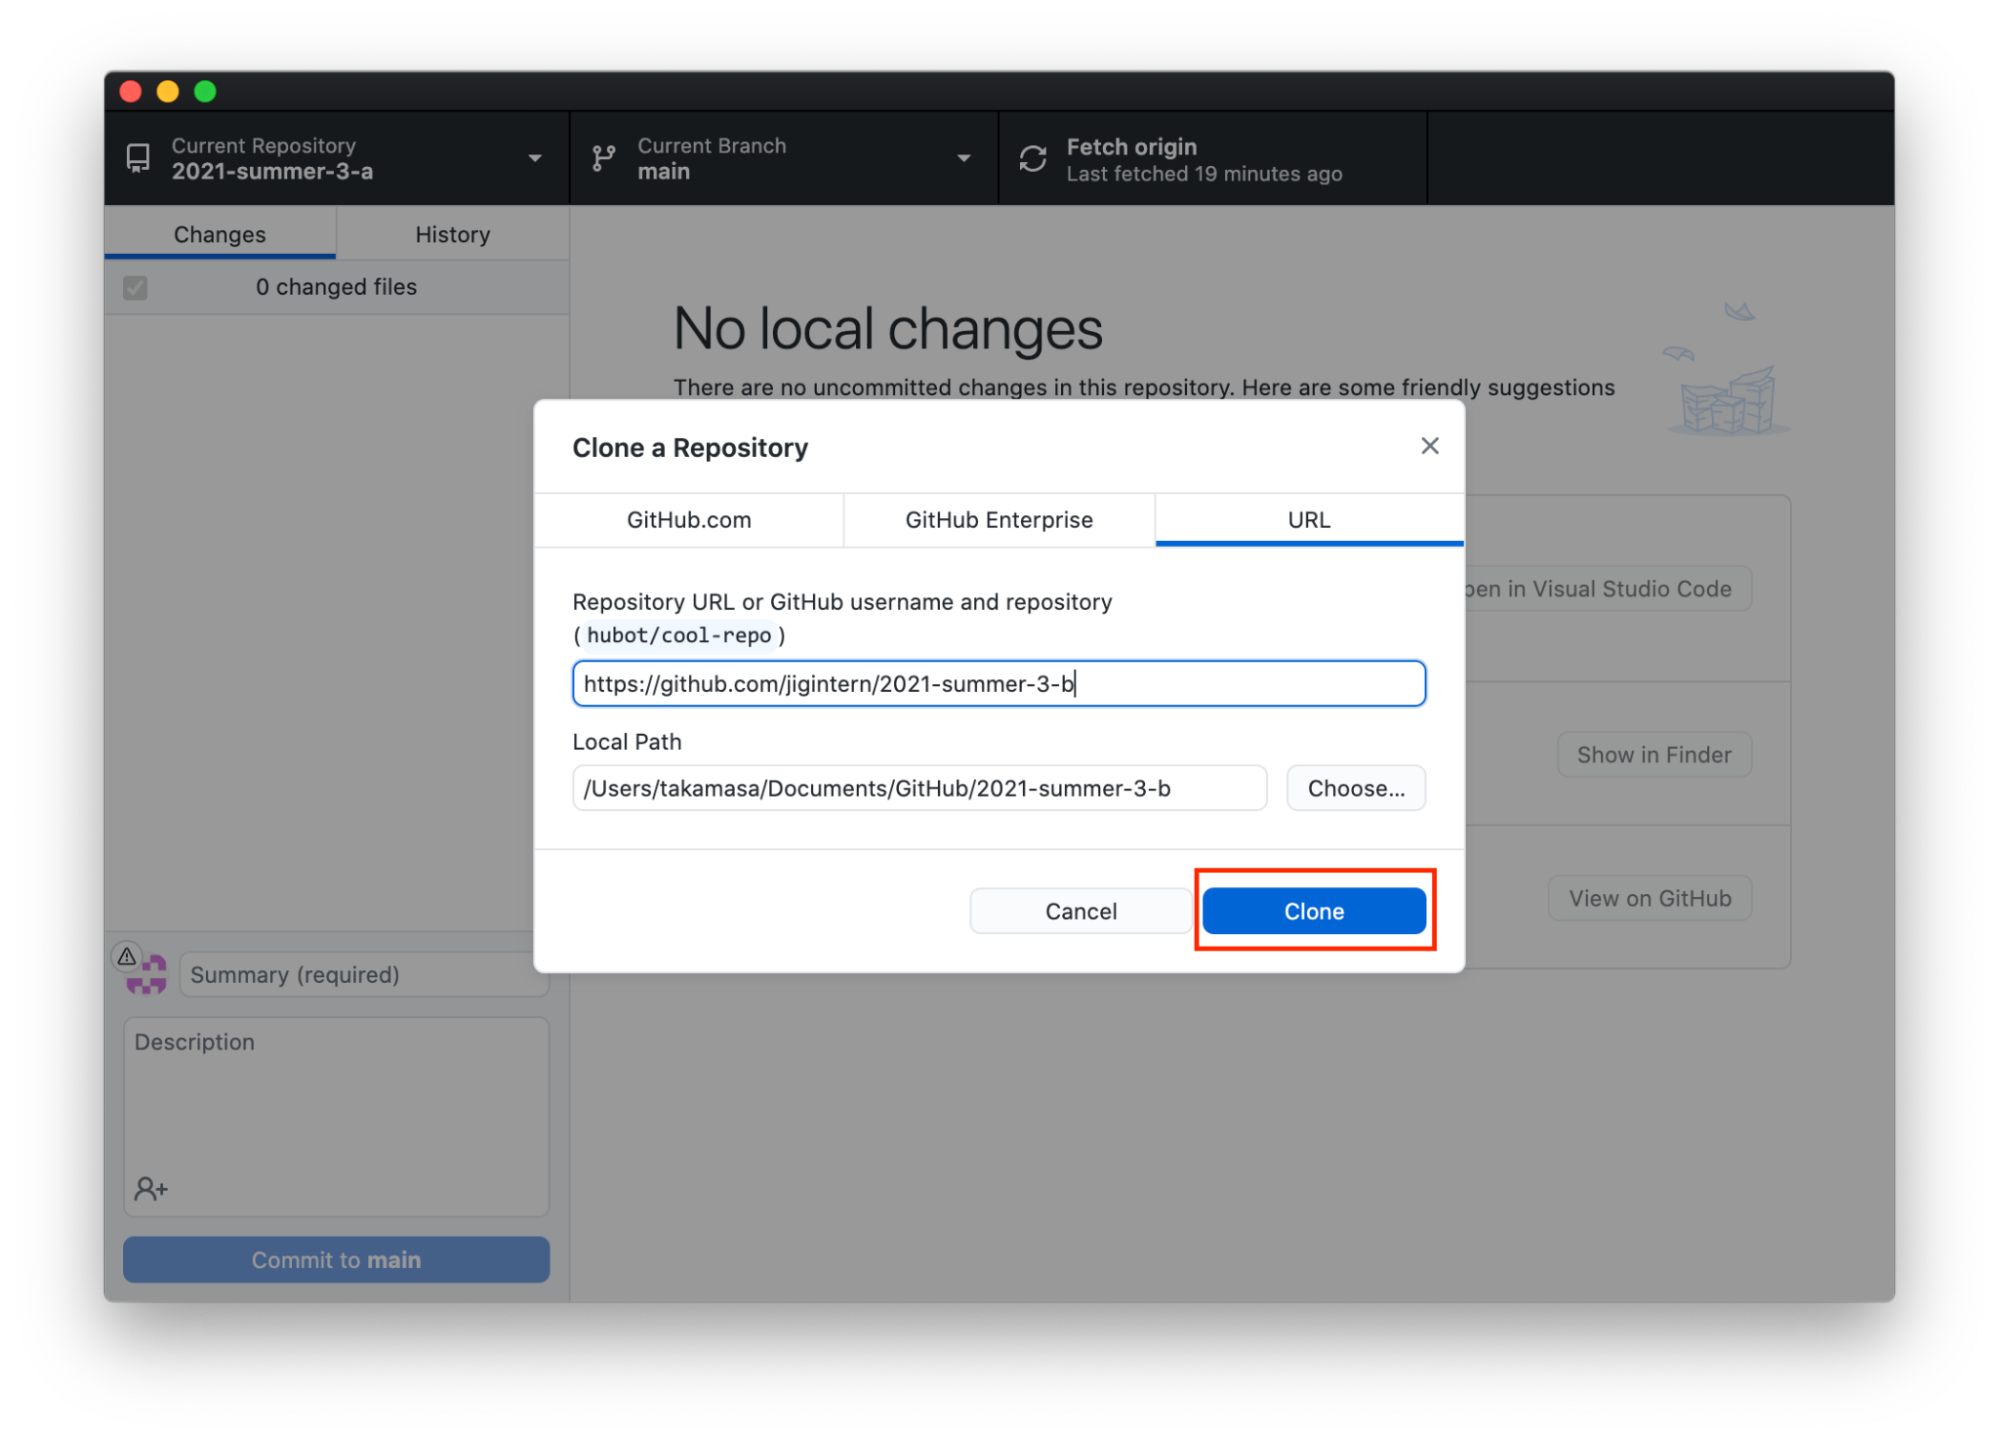 Current Repository
2021-summer-3-a
Current Branch
main
Fetch origin
Last fetched 19 minutes ago
Changes
History
0 changed files
No local changes
There are no uncommitted changes in this repository. Here are some friendly suggestions
Clone a Repository
GitHub.com
GitHub Enterprise
URL
Repository URL or GitHub username and repository
(hubot/cool-repo)
https://github.com/jigintern/2021-summer-3-b
Local Path
/Users/takamasa/Documents/GitHub/2021-summer-3-b
Choose...
Cancel
Clone
pen in Visual Studio Code
Show in Finder
View on GitHub
Summary (required)
Description
Commit to main